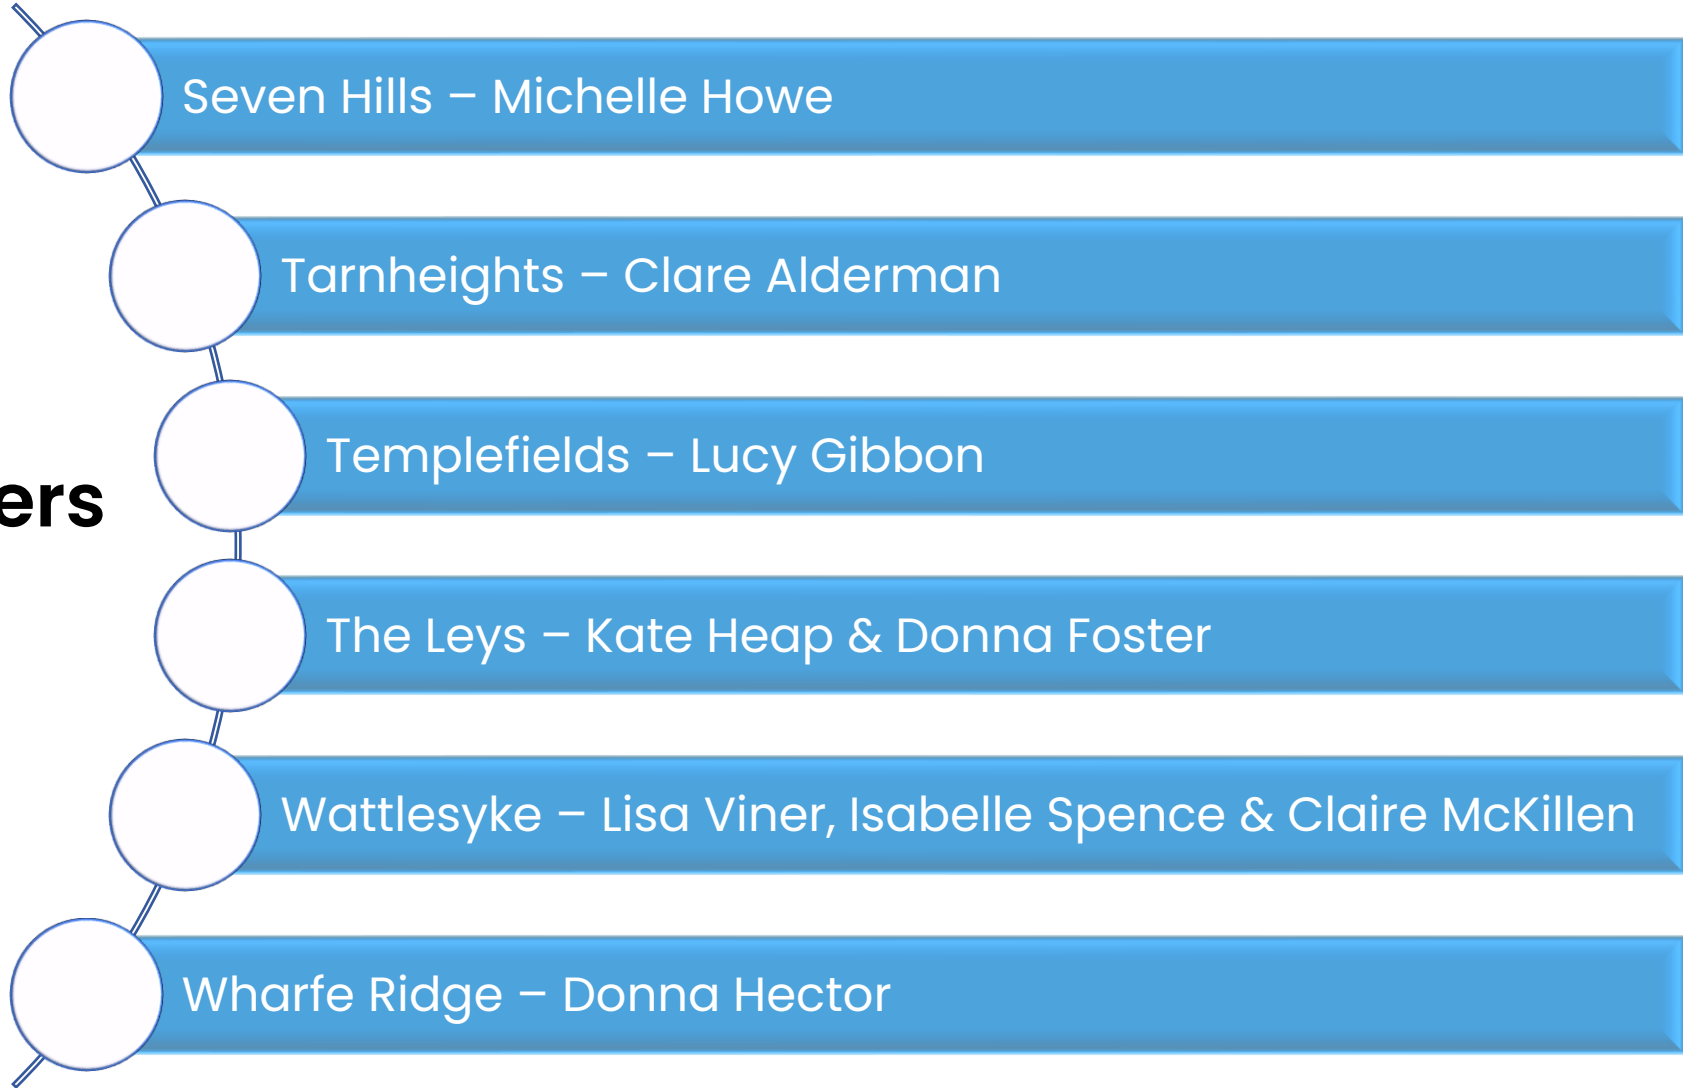 Seven Hills – Michelle Howe
Tarnheights – Clare Alderman
Templefields – Lucy Gibbon
ers
The Leys – Kate Heap & Donna Foster
Wattlesyke – Lisa Viner, Isabelle Spence & Claire McKillen
Wharfe Ridge – Donna Hector